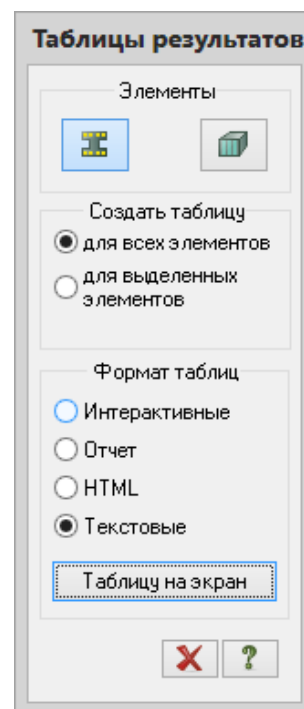 Таблицы результатов
Элементы
Создать таблицу
для всех элементов
для выделенных
элементов
Формат таблиц
Интерактивные
Отчет
HTML
Текстовые
Таблицу на экран
?